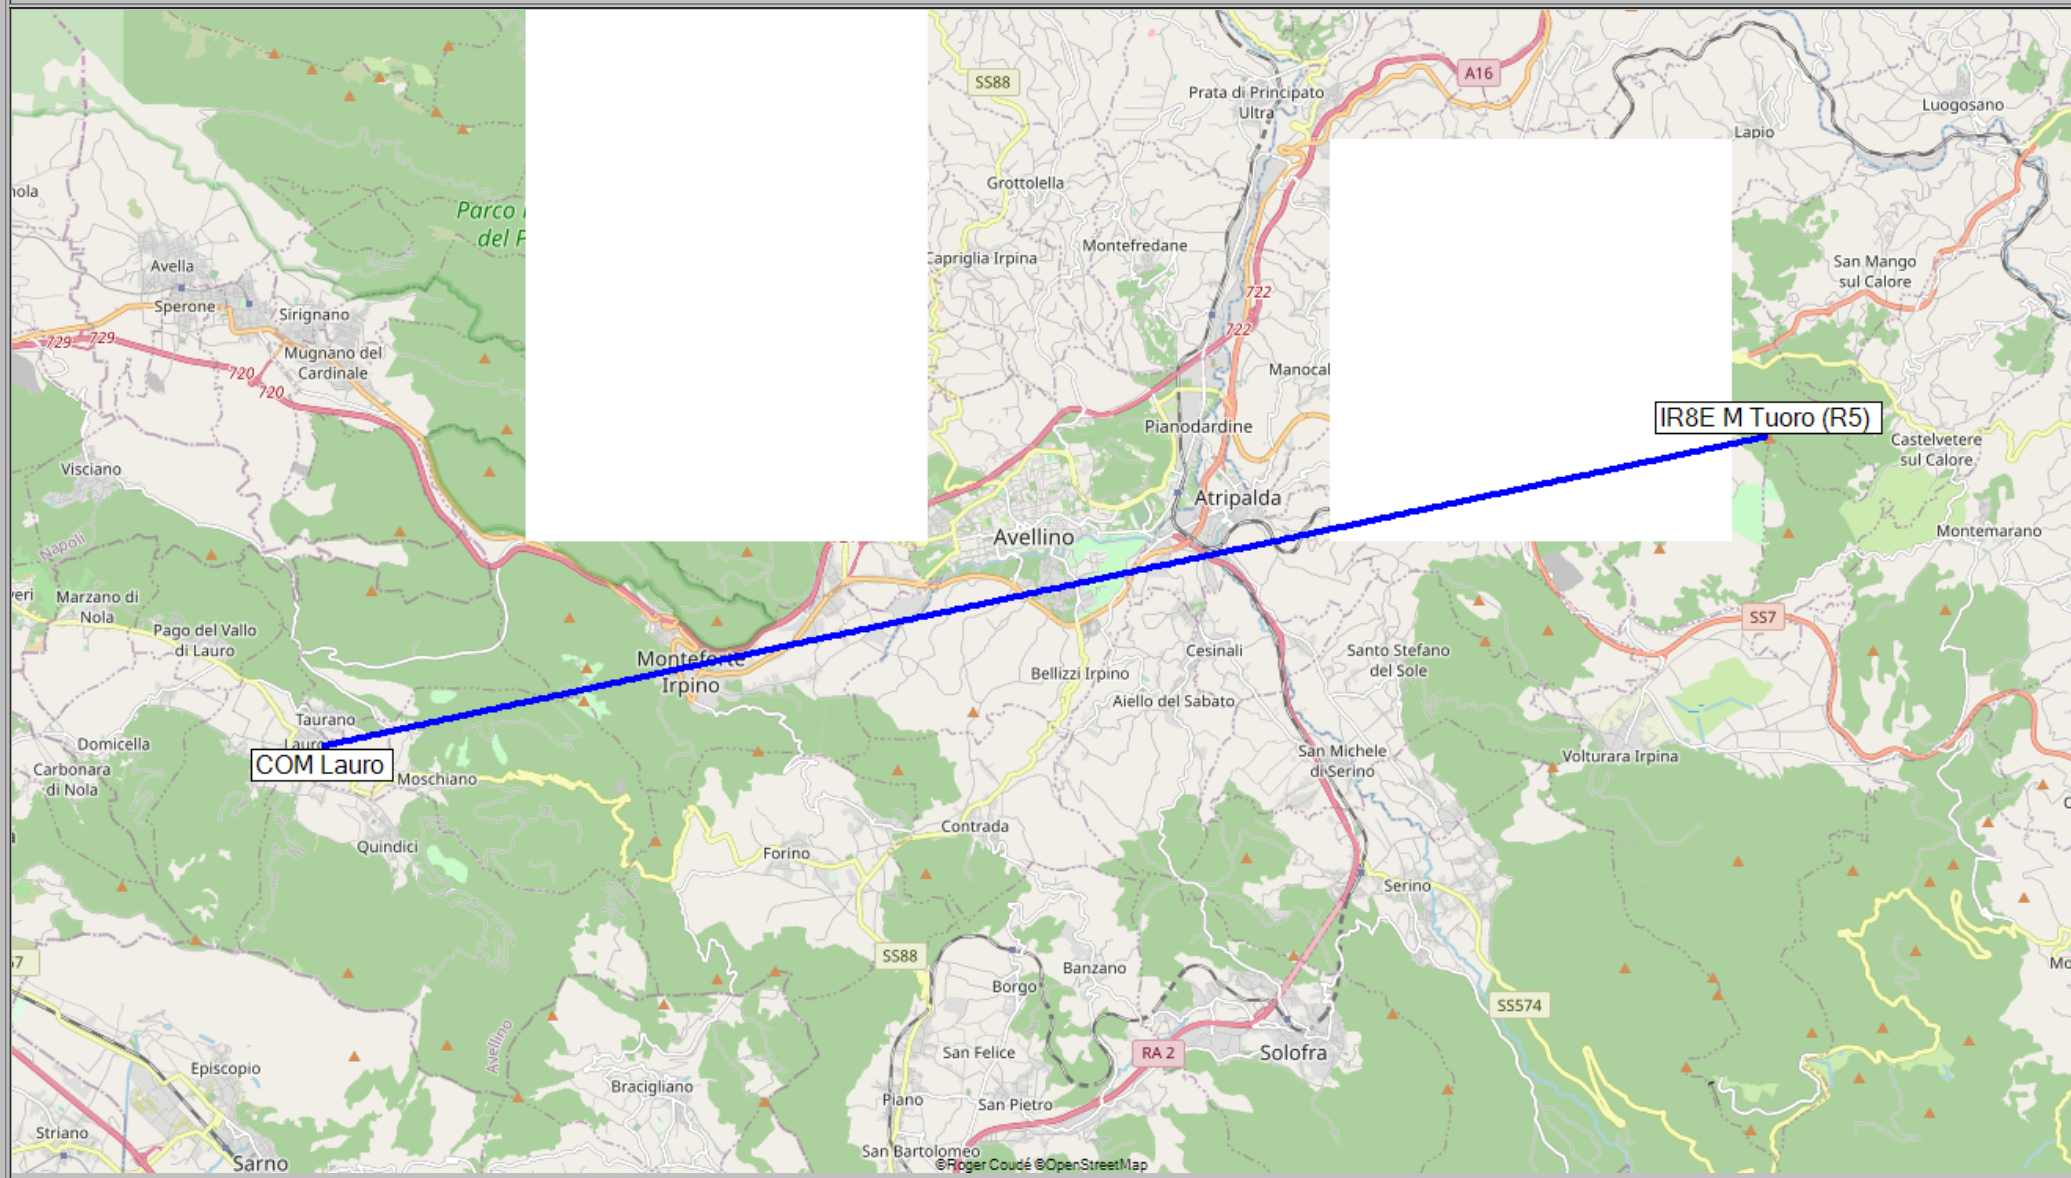 SS88
A16
Prata di Principato
Ultra
Luogosano
Lapio
Grottolella
Parco
del P
Montefredane
Capriglia Irpina
Avella
San Mango
sul Calore
Sperone
Sirignano
722
722
729
729
Mugnano del
Cardinale
720
720
Manocal
IR8E M Tuoro (R5)
Pianodardine
Castelvetere
sul Calore
Visciano
Atripalda
Avellino
Montemarano
Napoli
Marzano di
Nola
Pago del Vallo
di Lauro
SS7
Monteforte
Irpino
Cesinali
Santo Stefano
del Sole
Bellizzi Irpino
Aiello del Sabato
Taurano
Lauro
Domicella
COM Lauro
San Michele
di Serino
Volturara Irpina
Carbonara
di Nola
Moschiano
Contrada
Quindici
Forino
Serino
SS88
Banzano
Borgo
SS574
Avellino
San Felice
RA 2
Solofra
Episcopio
Bracigliano
Piano
San Pietro
Striano
San Bartolomeo
Sarno
©Roger Coudé ©OpenStreetMap